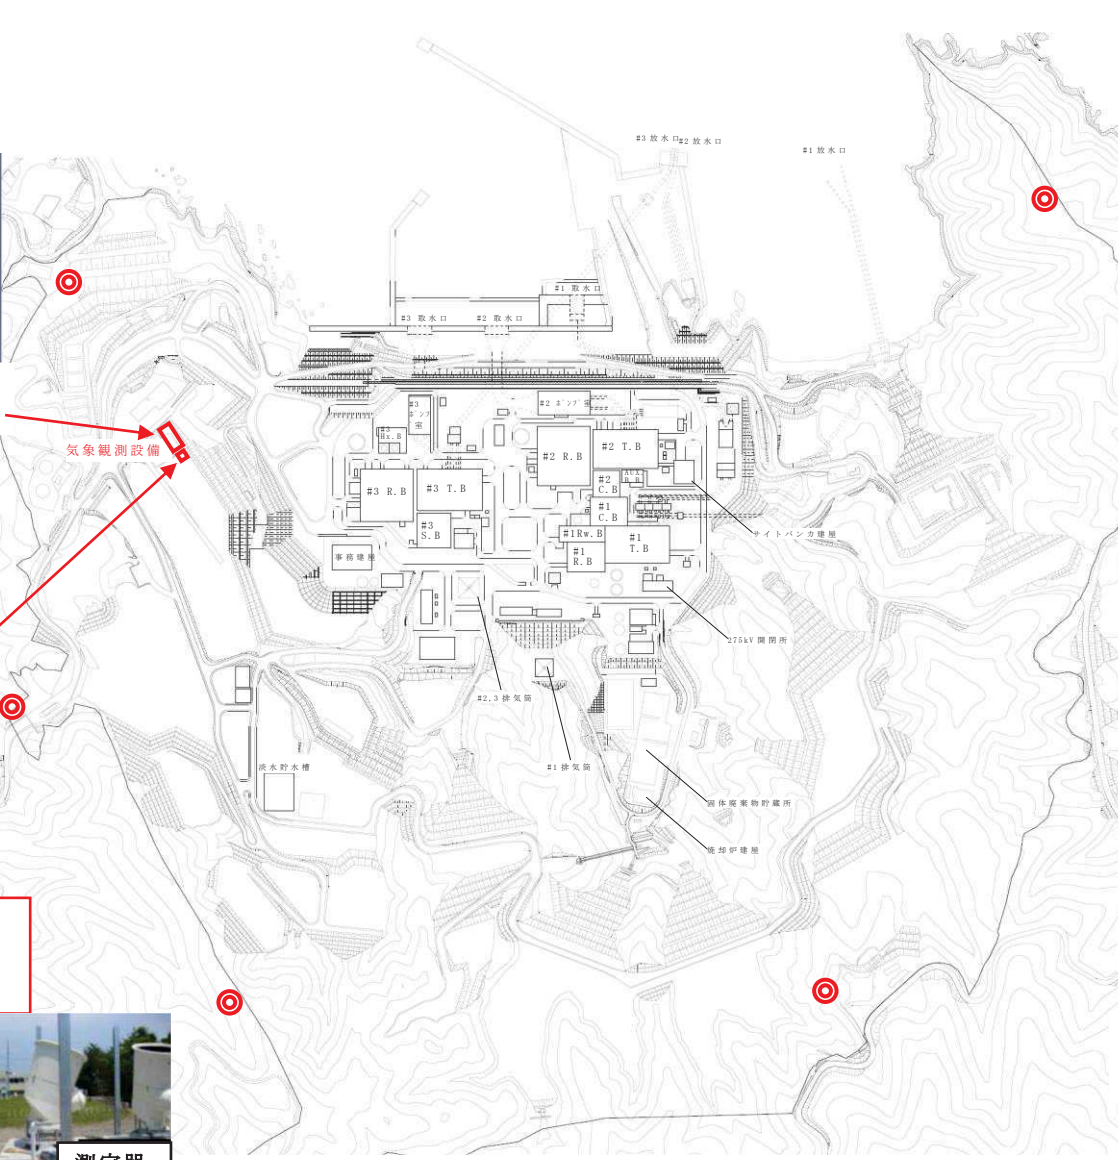 #3 放水口
#2 放水口
#1 放水口
#1 取水口
#3 取水口
#2 取水口
#3
ポンプ
室
#2 ポンプ室
#3
Hx.B
気象観測設備
#2 R.B
#2 T.B
AUX.
B.B
#2
C.B
#3 R.B
#3 T.B
#1
C.B
#3
S.B
#1Rw.B
#1
T.B
サイトバンカ建屋
事務建屋
#1
R.B
275kV 開閉所
#2,3 排気筒
#1 排気筒
淡水貯水槽
固体廃棄物貯蔵所
焼却炉建屋
測定器